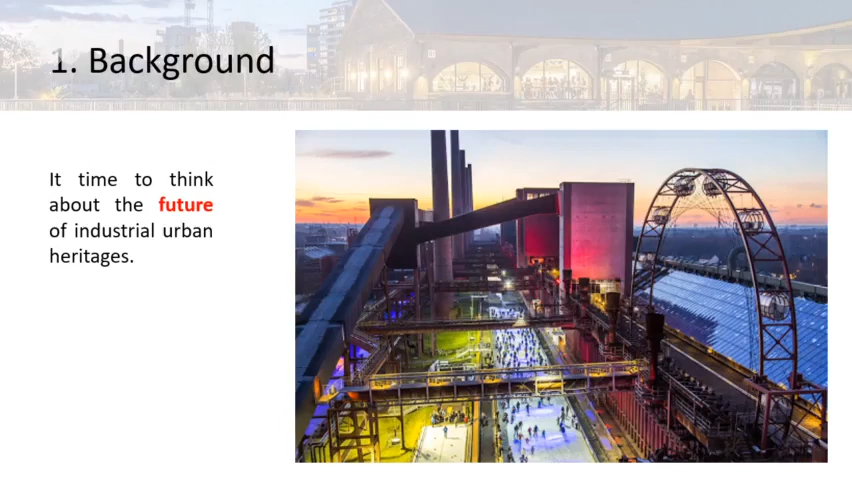 1. Background
It time to think
about the future
of industrial urban
heritages.